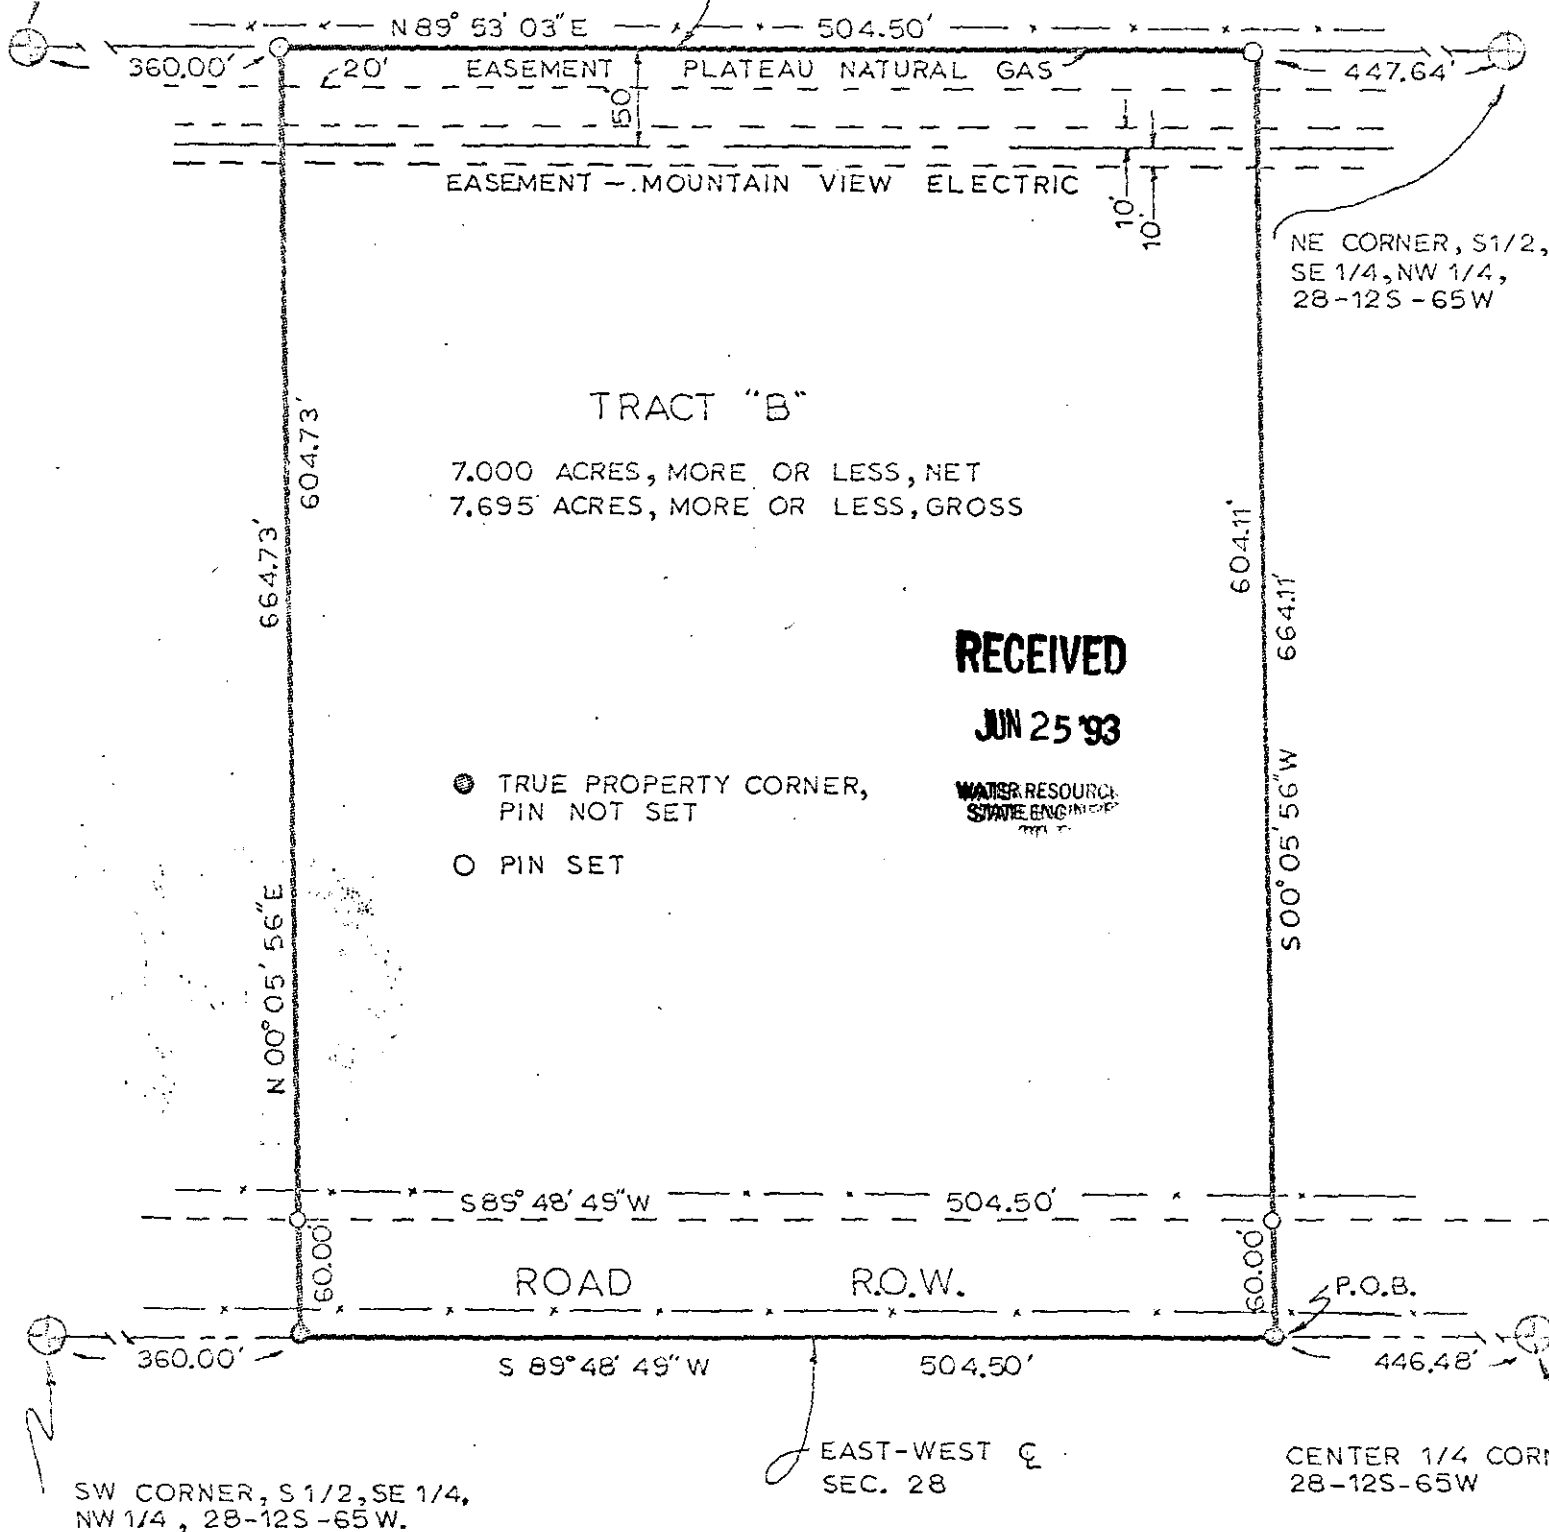 N 89° 53' 03" E 504.50'
360.00' 20' EASEMENT PLATEAU NATURAL GAS 447.64'
50
EASEMENT - MOUNTAIN VIEW ELECTRIC
10'
10'
NE CORNER, S1/2,
SE 1/4, NW 1/4,
28-12S-65W
TRACT "B"
7.000 ACRES, MORE OR LESS, NET
7.695 ACRES, MORE OR LESS, GROSS
604.73'
664.73'
604.11'
664.11'
RECEIVED
JUN 25 '93
WATER RESOURC
STATE ENGINEER
TRUE PROPERTY CORNER,
PIN NOT SET
PIN SET
N 00° 05' 56" E
S 00° 05' 56" W
S 89° 48' 49" W 504.50'
60.00'
ROAD R.O.W.
60.00'
P.O.B.
360.00'
S 89° 48' 49" W 504.50'
446.48'
EAST-WEST ℄
SEC. 28
CENTER 1/4 CORN
28-12S-65W
SW CORNER, S 1/2, SE 1/4,
NW 1/4, 28-12S-65W.